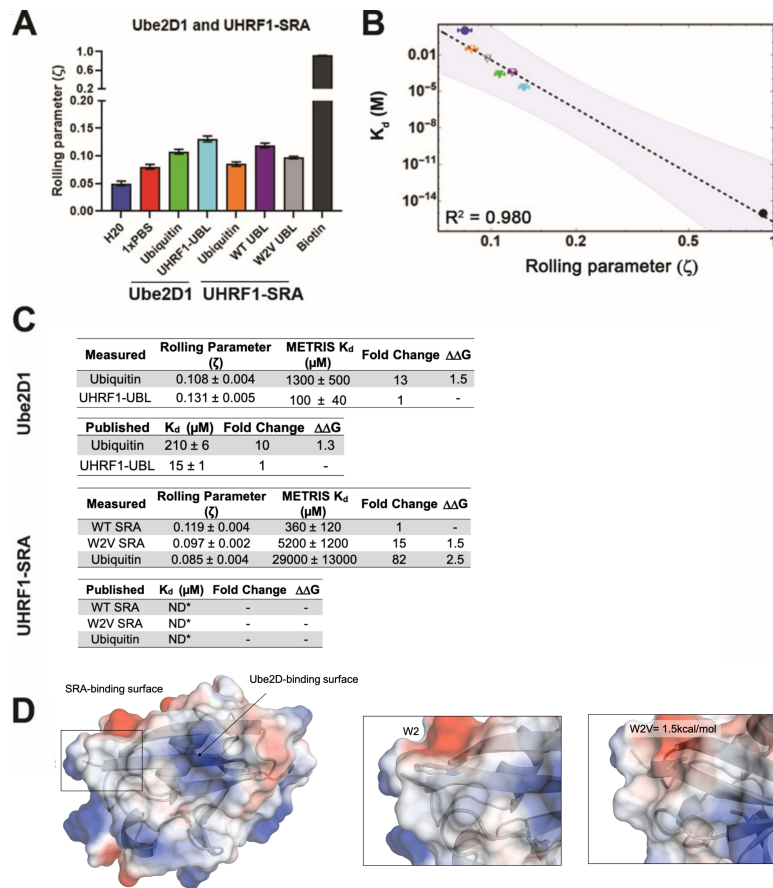 A
Ube2D1 and UHRF1-SRA
Rolling parameter (ζ)
1.0
0.6
0.2
0.20
0.15
0.10
0.05
0.00
H20
1xPBS
Ubiquitin
UHRF1-UBL
Ubiquitin
WT UBL
W2V UBL
Biotin
Ube2D1
UHRF1-SRA
B
Kd (M)
0.01
10⁻⁵
10⁻⁸
10⁻¹¹
10⁻¹⁴
R² = 0.980
0.1
0.2
0.5
1
Rolling parameter (ζ)
C
Ube2D1
Measured Rolling Parameter (ζ) METRIS Kd (μM) Fold Change ΔΔG
Ubiquitin 0.108 ± 0.004 1300 ± 500 13 1.5
UHRF1-UBL 0.131 ± 0.005 100 ± 40 1 -
Published Kd (μM) Fold Change ΔΔG
Ubiquitin 210 ± 6 10 1.3
UHRF1-UBL 15 ± 1 1 -
UHRF1-SRA
Measured Rolling Parameter (ζ) METRIS Kd (μM) Fold Change ΔΔG
WT SRA 0.119 ± 0.004 360 ± 120 1 -
W2V SRA 0.097 ± 0.002 5200 ± 1200 15 1.5
Ubiquitin 0.085 ± 0.004 29000 ± 13000 82 2.5
Published Kd (μM) Fold Change ΔΔG
WT SRA ND* - -
W2V SRA ND* - -
Ubiquitin ND* - -
D
SRA-binding surface
Ube2D-binding surface
W2
W2V= 1.5kcal/mol